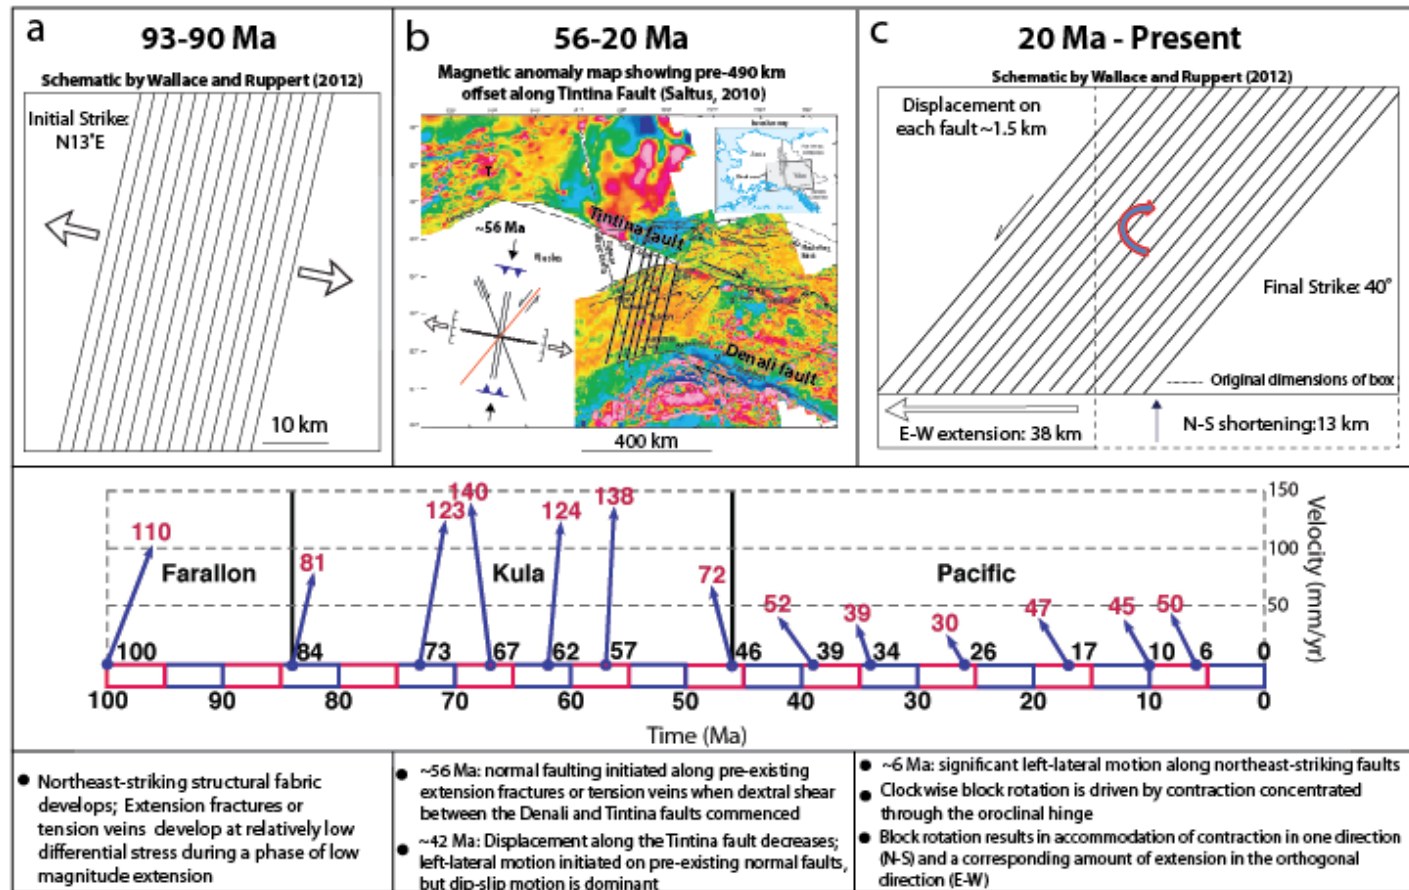 a
93-90 Ma
Schematic by Wallace and Ruppert (2012)
Initial Strike:
N13°E
10 km
b
56-20 Ma
Magnetic anomaly map showing pre-490 km
offset along Tintina Fault (Saltus, 2010)
T
Tintina fault
~56 Ma
Alaska
Denali fault
400 km
c
20 Ma - Present
Schematic by Wallace and Ruppert (2012)
Displacement on
each fault ~1.5 km
Final Strike: 40°
Original dimensions of box
E-W extension: 38 km
N-S shortening:13 km
110
81
123
140
124
138
72
52
39
30
47
45
50
Farallon
Kula
Pacific
150
100
50
Velocity (mm/yr)
100
84
73
67
62
57
46
39
34
26
17
10
6
0
100
90
80
70
60
50
40
30
20
10
0
Time (Ma)
● Northeast-striking structural fabric
develops; Extension fractures or
tension veins develop at relatively low
differential stress during a phase of low
magnitude extension
● ~56 Ma: normal faulting initiated along pre-existing
extension fractures or tension veins when dextral shear
between the Denali and Tintina faults commenced
● ~42 Ma: Displacement along the Tintina fault decreases;
left-lateral motion initiated on pre-existing normal faults,
but dip-slip motion is dominant
● ~6 Ma: significant left-lateral motion along northeast-striking faults
● Clockwise block rotation is driven by contraction concentrated
through the oroclinal hinge
● Block rotation results in accommodation of contraction in one direction
(N-S) and a corresponding amount of extension in the orthogonal
direction (E-W)